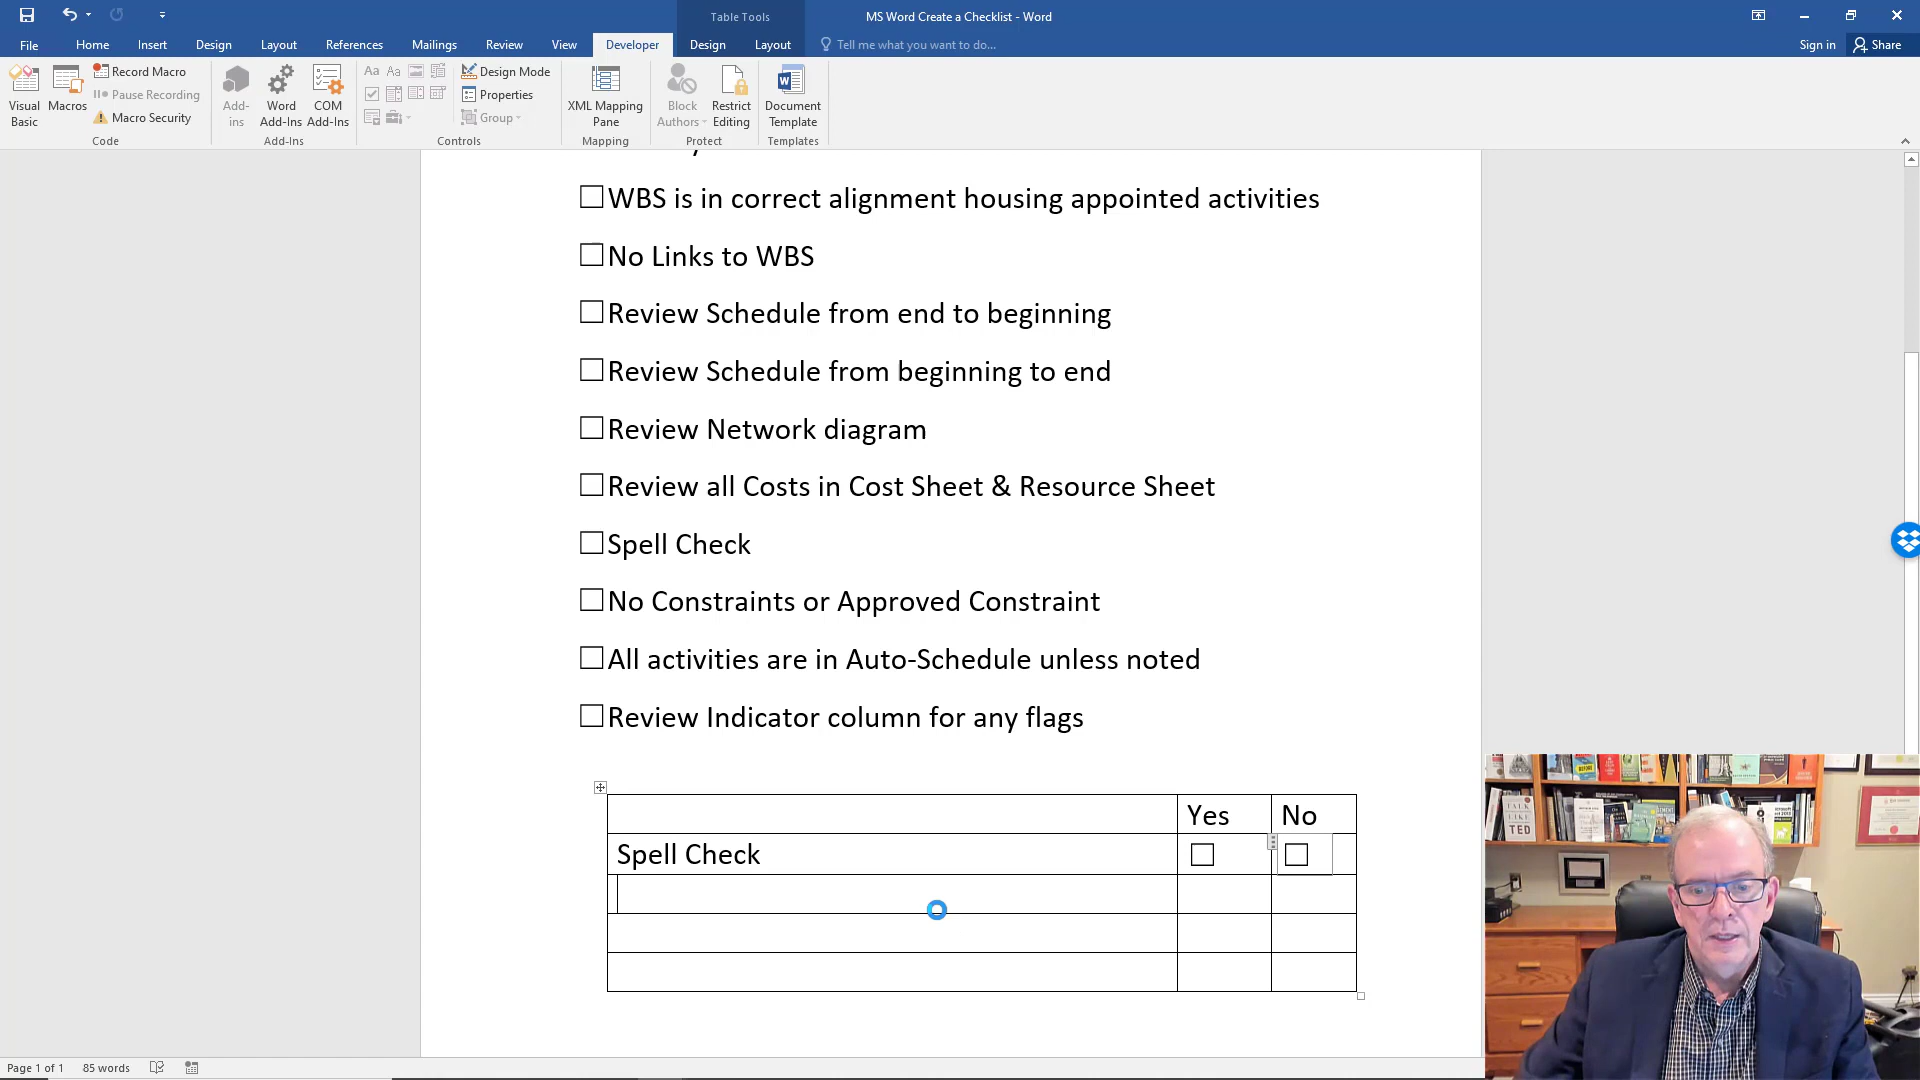 Table Tools
MS Word Create a Checklist - Word
File Home Insert Design Layout References Mailings Review View Developer Design Layout Tell me what you want to do... Sign in Share
Visual Basic
Macros
Record Macro
Pause Recording
Macro Security
Code
Add-ins
Word Add-Ins
COM Add-Ins
Add-Ins
Aa Aa
Design Mode
Properties
Group
Controls
XML Mapping Pane
Mapping
Block Authors
Restrict Editing
Protect
Document Template
Templates
WBS is in correct alignment housing appointed activities
No Links to WBS
Review Schedule from end to beginning
Review Schedule from beginning to end
Review Network diagram
Review all Costs in Cost Sheet & Resource Sheet
Spell Check
No Constraints or Approved Constraint
All activities are in Auto-Schedule unless noted
Review Indicator column for any flags
Yes No
Spell Check
TALK
LIKE
TED
Page 1 of 1 85 words